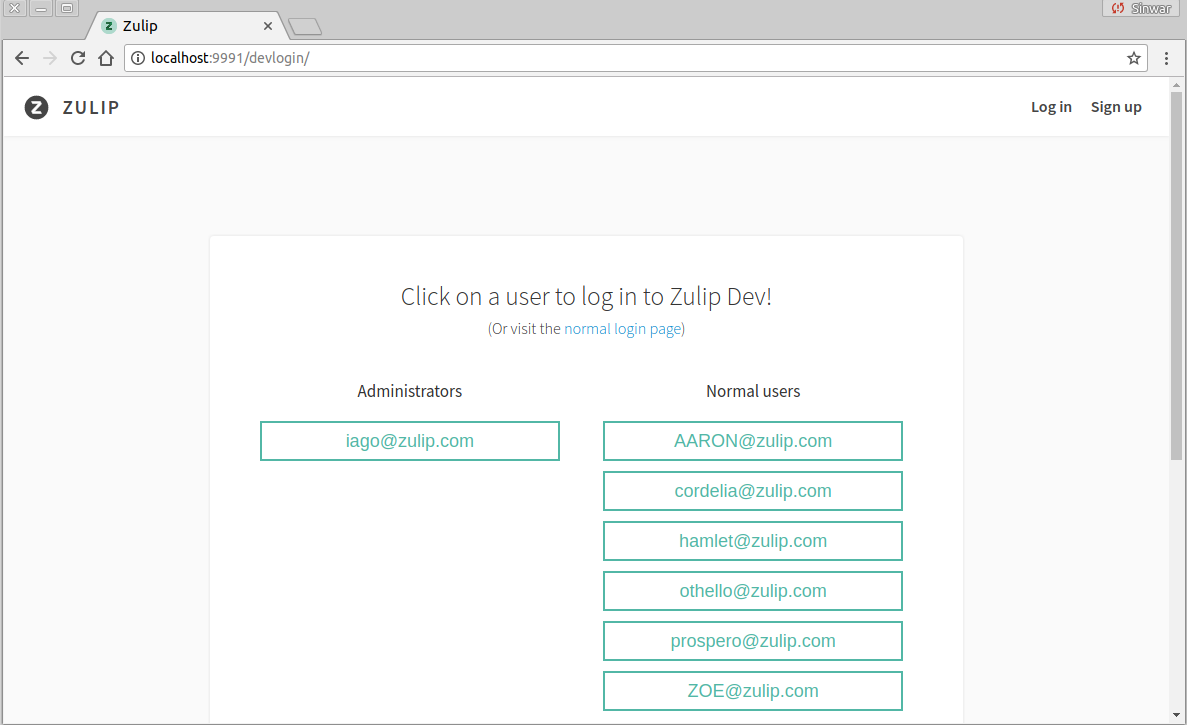 Zulip
Sinwar
localhost:9991/devlogin/
ZULIP
Log in
Sign up
Click on a user to log in to Zulip Dev!
(Or visit the normal login page)
Administrators
Normal users
iago@zulip.com
AARON@zulip.com
cordelia@zulip.com
hamlet@zulip.com
othello@zulip.com
prospero@zulip.com
ZOE@zulip.com